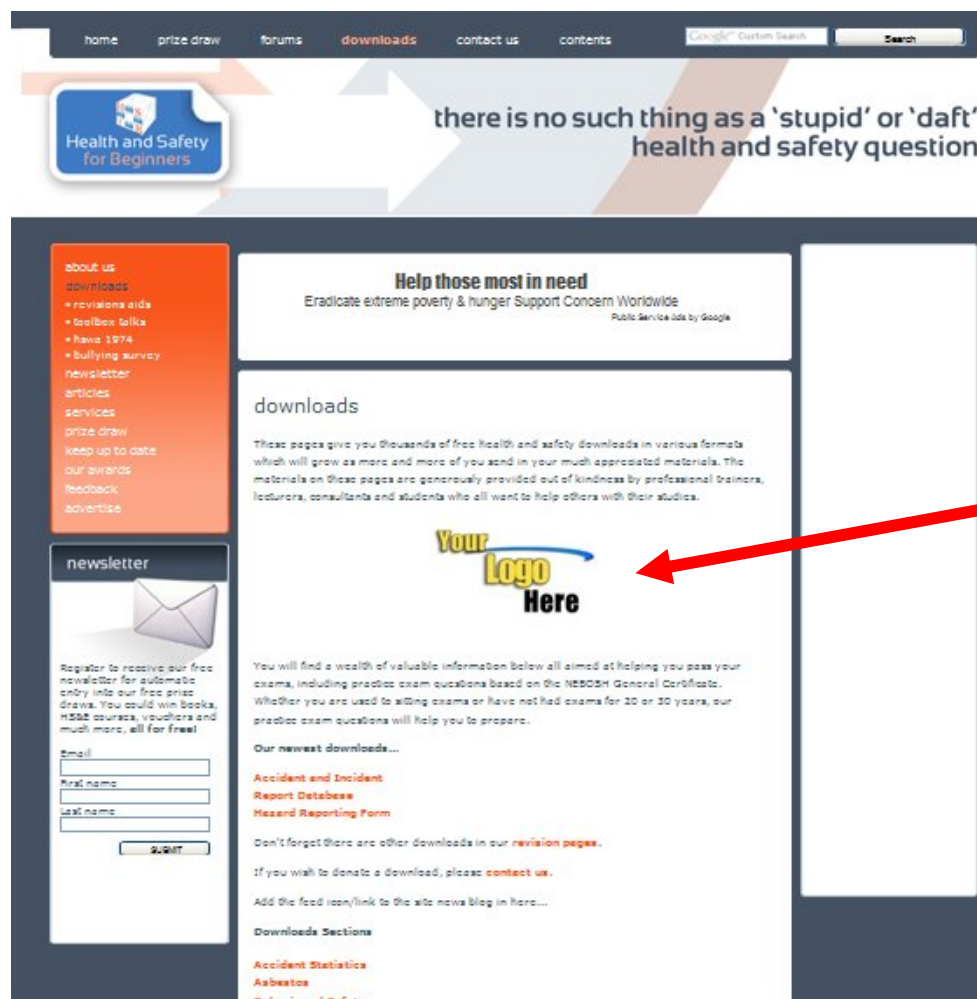 home prize draw forums downloads contact us contents Google™ Custom Search Search
Health and Safety
for Beginners
there is no such thing as a ‘stupid’ or ‘daft’
health and safety question
about us
downloads
• revisions aids
• toolbox talks
• hswa 1974
• bullying survey
newsletter
articles
services
prize draw
keep up to date
our awards
feedback
advertise
newsletter
Register to receive our free
newsletter for automatic
entry into our free prize
draws. You could win books,
HS&E courses, vouchers and
much more, all for free!
Email
First name
Last name
SUBMIT
Help those most in need
Eradicate extreme poverty & hunger Support Concern Worldwide
Public Service Ads by Google
downloads
These pages give you thousands of free health and safety downloads in various formats
which will grow as more and more of you send in your much appreciated materials. The
materials on these pages are generously provided out of kindness by professional trainers,
lecturers, consultants and students who all want to help others with their studies.
Your
Logo
Here
You will find a wealth of valuable information below all aimed at helping you pass your
exams, including practice exam questions based on the NEBOSH General Certificate.
Whether you are used to sitting exams or have not had exams for 20 or 30 years, our
practice exam questions will help you to prepare.
Our newest downloads...
Accident and Incident
Report Database
Hazard Reporting Form
Don't forget there are other downloads in our revision pages.
If you wish to donate a download, please contact us.
Add the feed icon/link to the site news blog in here...
Downloads Sections
Accident Statistics
Asbestos